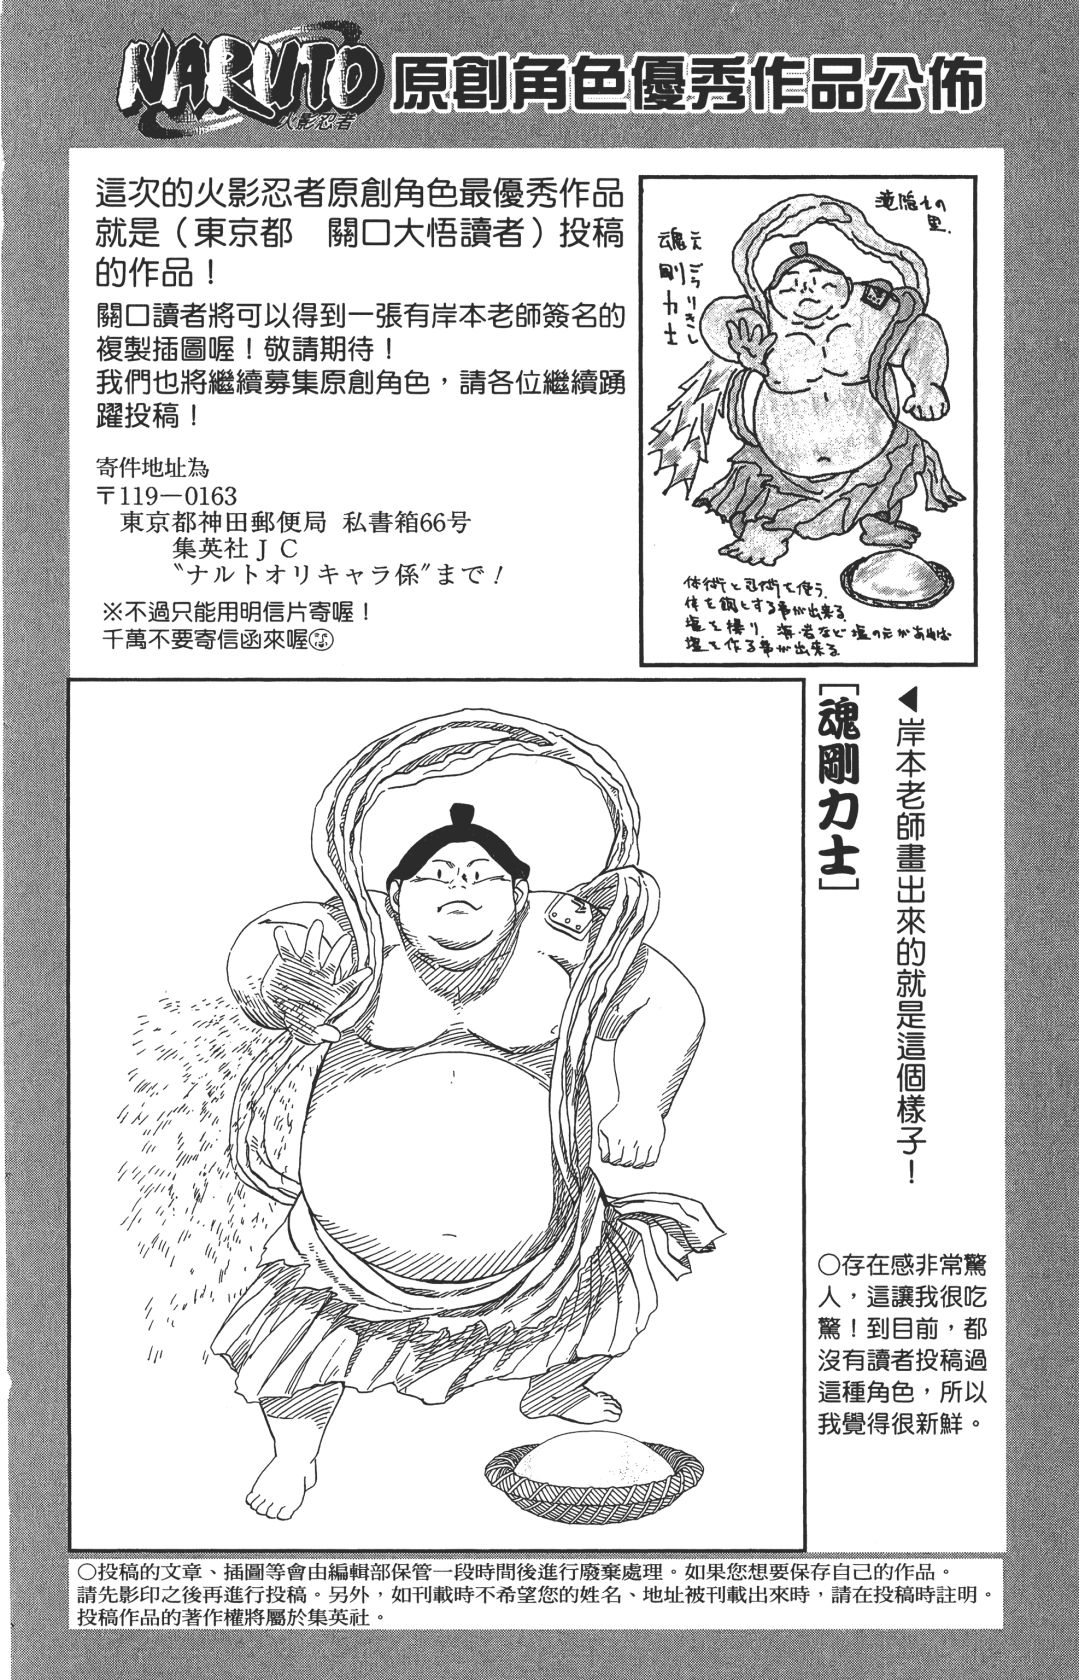 NARUTO
火影忍者
原創角色優秀作品公佈
這次的火影忍者原創角色最優秀作品
就是（東京都　關口大悟讀者）投稿
的作品！
關口讀者將可以得到一張有岸本老師簽名的
複製插圖喔！敬請期待！
我們也將繼續募集原創角色，請各位繼續踴
躍投稿！
寄件地址為
〒119－0163
東京都神田郵便局 私書箱66号
集英社ＪＣ
〝ナルトオリキャラ係〞まで！
※不過只能用明信片寄喔！
千萬不要寄信函來喔
滝隠れの
里
魂剛力士
ごうりきし
体術と忍術を使う.
体を鋼とする事が出来る.
塩を操り. 海岩など塩の元があれば
塩を作る事が出来る.
◀岸本老師畫出來的就是這個樣子！
［魂剛力士］
○存在感非常驚
人，這讓我很吃
驚！到目前，都
沒有讀者投稿過
這種角色，所以
我覺得很新鮮。
○投稿的文章、插圖等會由編輯部保管一段時間後進行廢棄處理。如果您想要保存自己的作品。
請先影印之後再進行投稿。另外，如刊載時不希望您的姓名、地址被刊載出來時，請在投稿時註明。
投稿作品的著作權將屬於集英社。